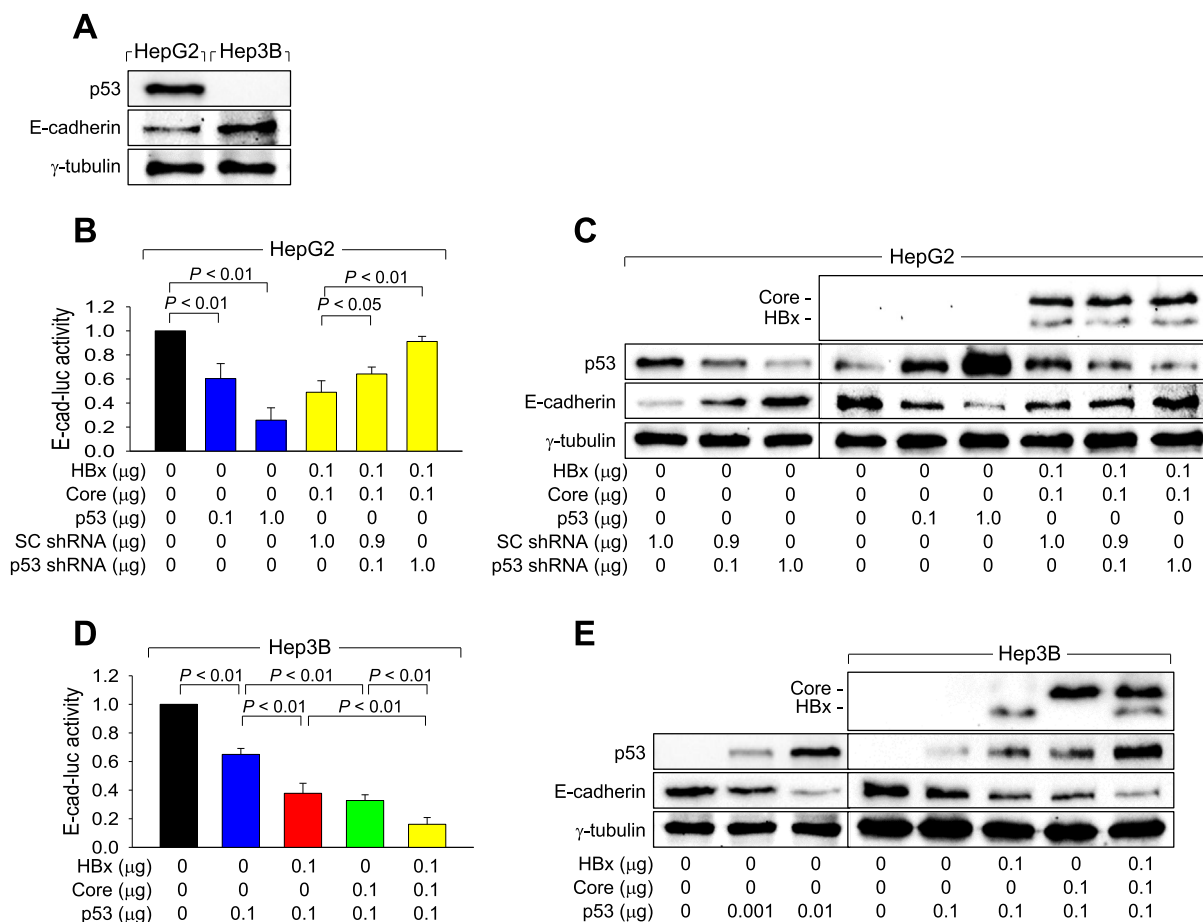 A
HepG2 Hep3B
p53
E-cadherin
γ-tubulin
B
HepG2
P < 0.01
P < 0.01
P < 0.01
P < 0.05
E-cad-luc activity
1.2
1.0
0.8
0.6
0.4
0.2
0.0
HBx (μg) 0 0 0 0.1 0.1 0.1
Core (μg) 0 0 0 0.1 0.1 0.1
p53 (μg) 0 0.1 1.0 0 0 0
SC shRNA (μg) 0 0 0 1.0 0.9 0
p53 shRNA (μg) 0 0 0 0 0.1 1.0
C
HepG2
Core -
HBx -
p53
E-cadherin
γ-tubulin
HBx (μg) 0 0 0 0 0 0 0.1 0.1 0.1
Core (μg) 0 0 0 0 0 0 0.1 0.1 0.1
p53 (μg) 0 0 0 0 0.1 1.0 0 0 0
SC shRNA (μg) 1.0 0.9 0 0 0 0 1.0 0.9 0
p53 shRNA (μg) 0 0.1 1.0 0 0 0 0 0.1 1.0
D
Hep3B
P < 0.01 P < 0.01 P < 0.01
P < 0.01 P < 0.01
E-cad-luc activity
1.2
1.0
0.8
0.6
0.4
0.2
0.0
HBx (μg) 0 0 0.1 0 0.1
Core (μg) 0 0 0 0.1 0.1
p53 (μg) 0 0.1 0.1 0.1 0.1
E
Hep3B
Core -
HBx -
p53
E-cadherin
γ-tubulin
HBx (μg) 0 0 0 0 0 0.1 0 0.1
Core (μg) 0 0 0 0 0 0 0.1 0.1
p53 (μg) 0 0.001 0.01 0 0.1 0.1 0.1 0.1